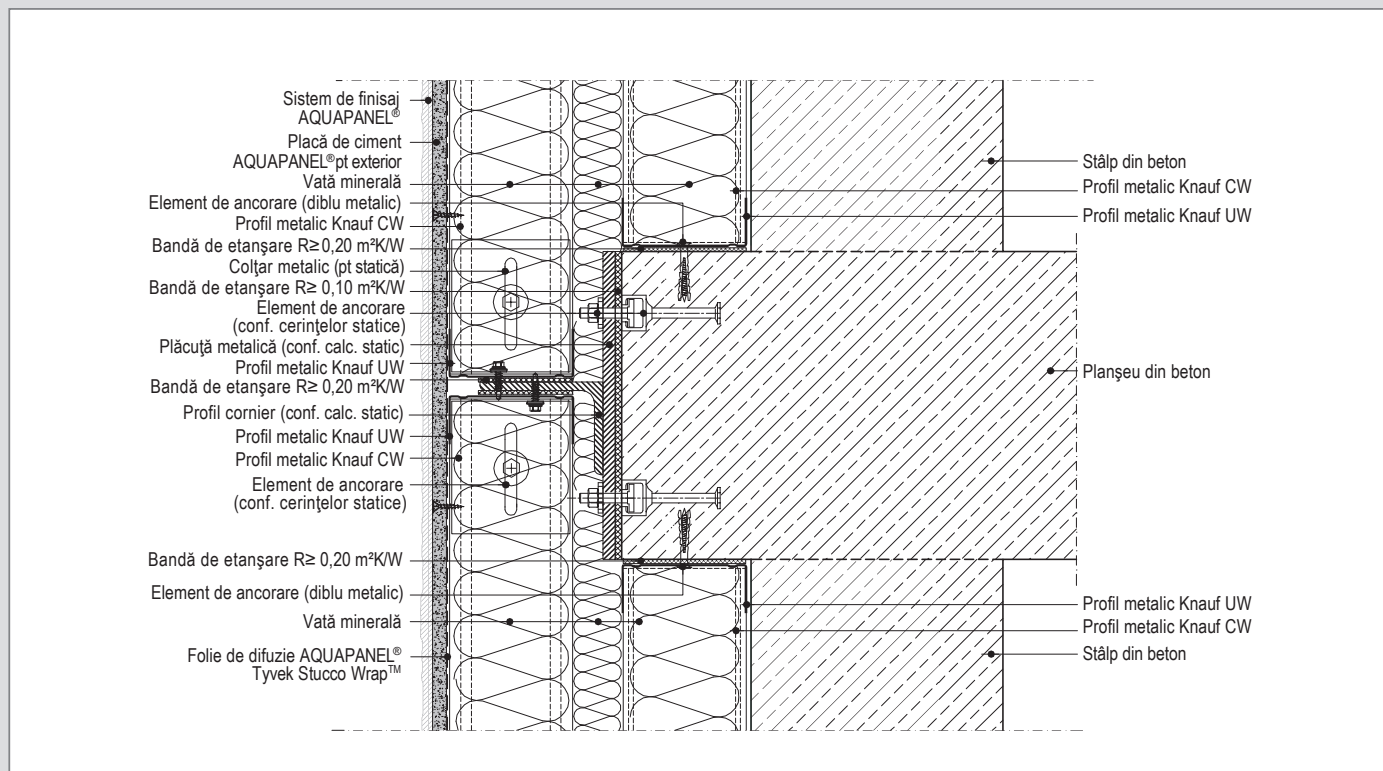 Sistem de finisaj
AQUAPANEL®
Placă de ciment
AQUAPANEL®pt exterior
Vată minerală
Element de ancorare (diblu metalic)
Profil metalic Knauf CW
Bandă de etanşare R≥ 0,20 m²K/W
Colţar metalic (pt statică)
Bandă de etanşare R≥ 0,10 m²K/W
Element de ancorare
(conf. cerinţelor statice)
Plăcuţă metalică (conf. calc. static)
Profil metalic Knauf UW
Bandă de etanşare R≥ 0,20 m²K/W
Profil cornier (conf. calc. static)
Profil metalic Knauf UW
Profil metalic Knauf CW
Element de ancorare
(conf. cerinţelor statice)
Bandă de etanşare R≥ 0,20 m²K/W
Element de ancorare (diblu metalic)
Vată minerală
Folie de difuzie AQUAPANEL®
Tyvek Stucco Wrap™
Stâlp din beton
Profil metalic Knauf CW
Profil metalic Knauf UW
Planşeu din beton
Profil metalic Knauf UW
Profil metalic Knauf CW
Stâlp din beton